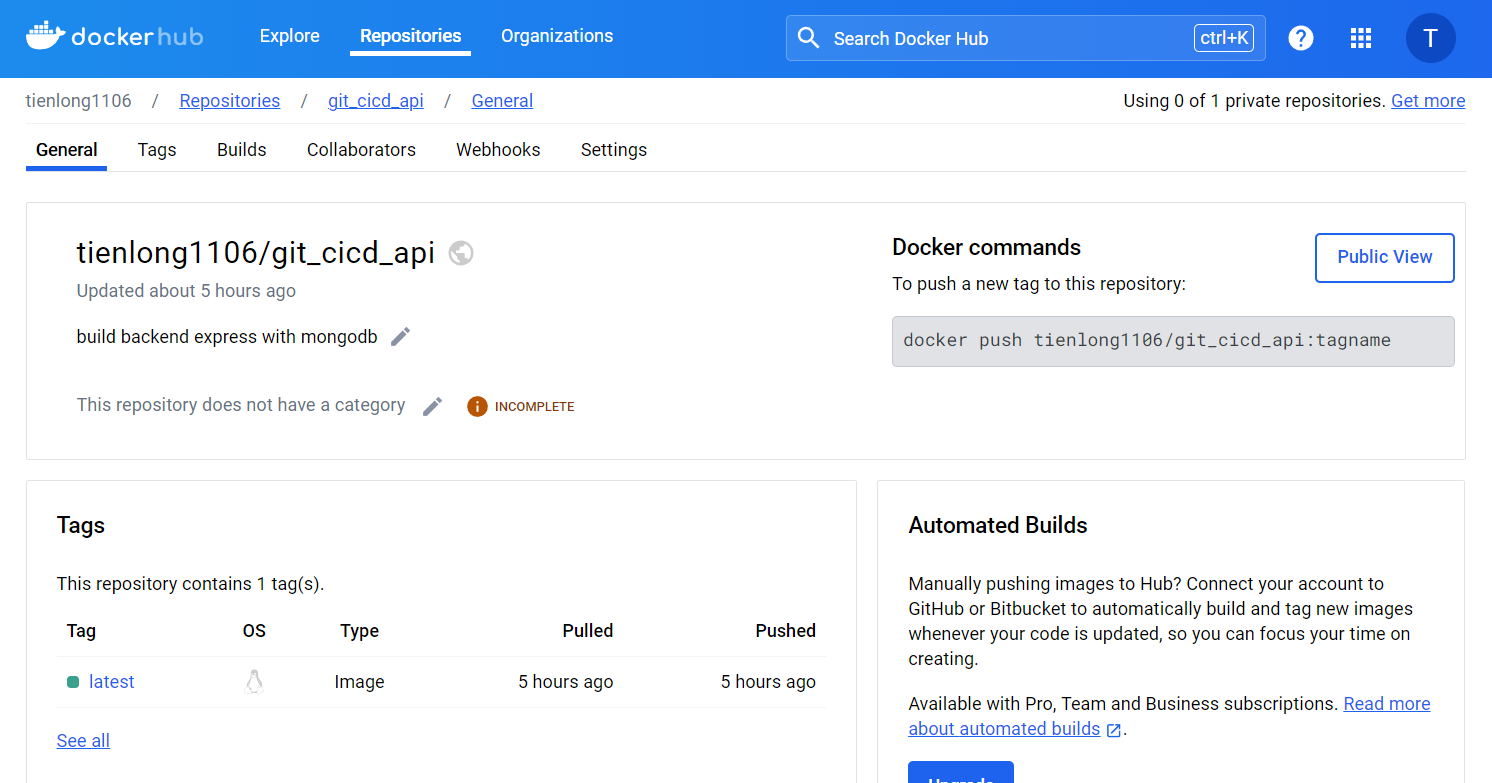 dockerhub
Explore
Repositories
Organizations
Search Docker Hub
ctrl+K
?
T
tienlong1106 / Repositories / git_cicd_api / General
Using 0 of 1 private repositories. Get more
General
Tags
Builds
Collaborators
Webhooks
Settings
tienlong1106/git_cicd_api
Updated about 5 hours ago
build backend express with mongodb
This repository does not have a category
INCOMPLETE
Docker commands
Public View
To push a new tag to this repository:
docker push tienlong1106/git_cicd_api:tagname
Tags
This repository contains 1 tag(s).
Tag OS Type Pulled Pushed
latest Image 5 hours ago 5 hours ago
See all
Automated Builds
Manually pushing images to Hub? Connect your account to
GitHub or Bitbucket to automatically build and tag new images
whenever your code is updated, so you can focus your time on
creating.
Available with Pro, Team and Business subscriptions. Read more
about automated builds .
Upgrade